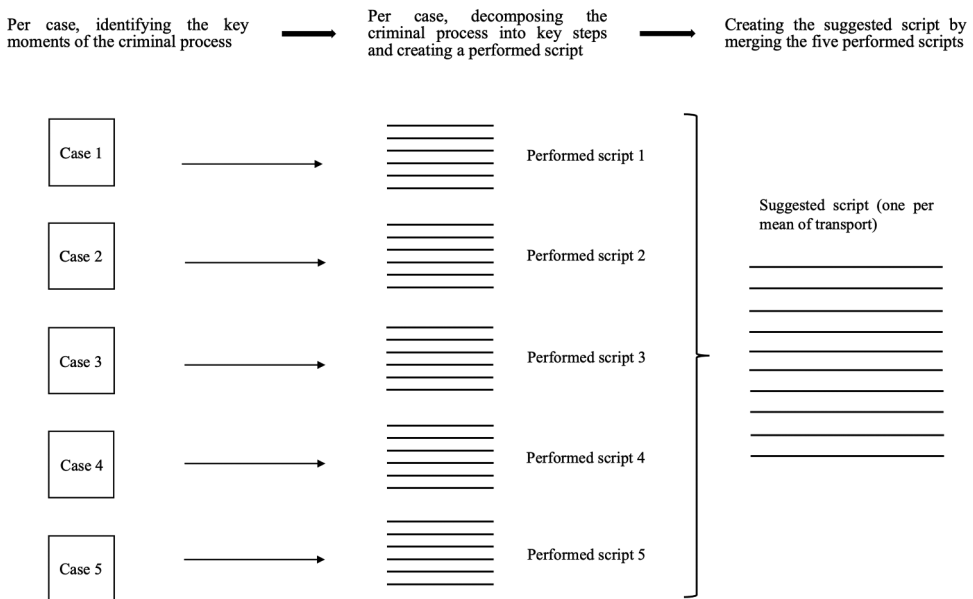 Per case, identifying the key
moments of the criminal process
Per case, decomposing the
criminal process into key steps
and creating a performed script
Creating the suggested script by
merging the five performed scripts
Case 1
Performed script 1
Case 2
Performed script 2
Case 3
Performed script 3
Case 4
Performed script 4
Case 5
Performed script 5
Suggested script (one per
mean of transport)